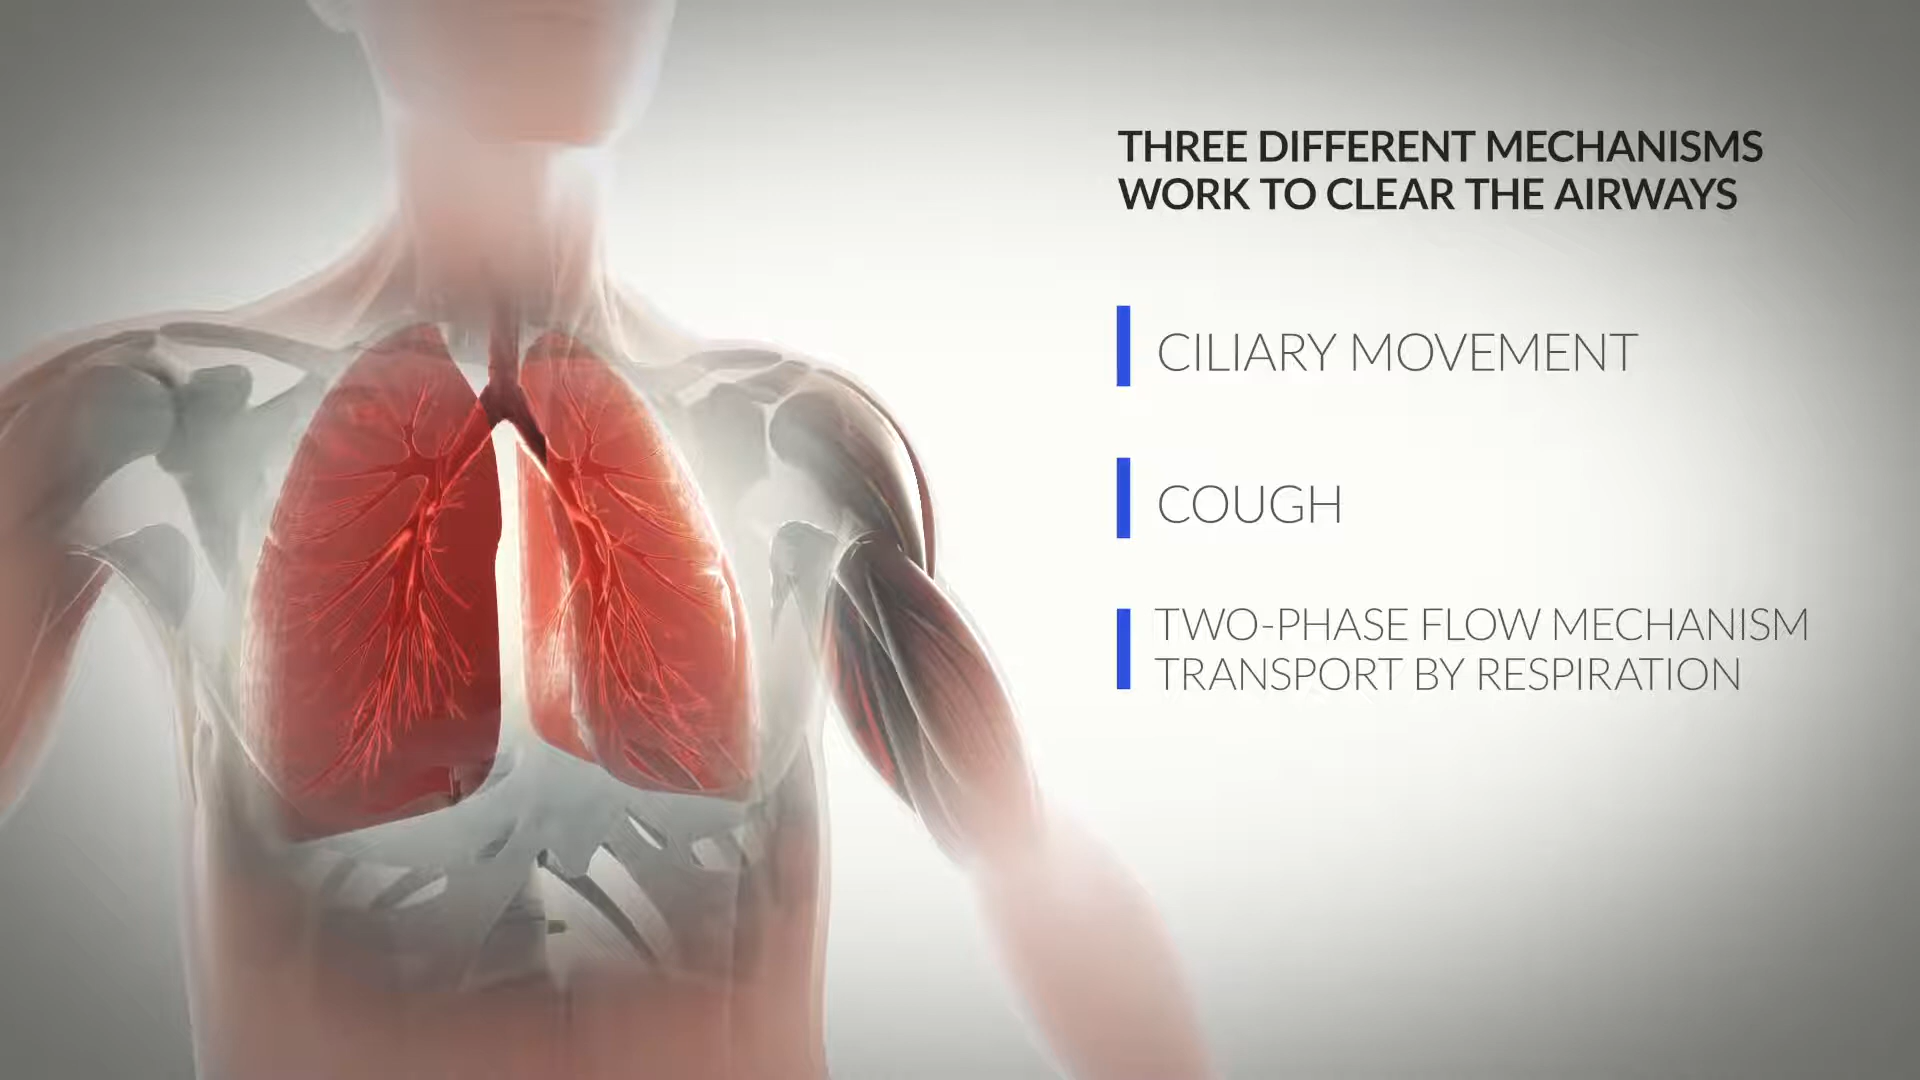 THREE DIFFERENT MECHANISMS
WORK TO CLEAR THE AIRWAYS
CILIARY MOVEMENT
COUGH
TWO-PHASE FLOW MECHANISM
TRANSPORT BY RESPIRATION